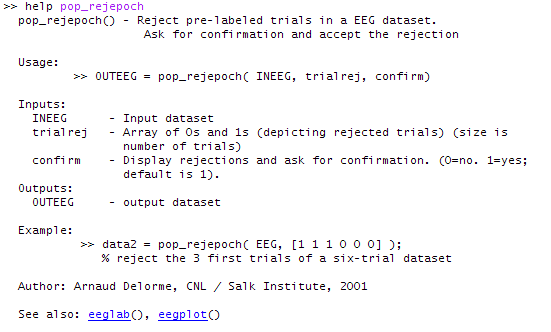 >> help pop_rejepoch
pop_rejepoch() - Reject pre-labeled trials in a EEG dataset.
Ask for confirmation and accept the rejection
Usage:
>> OUTEEG = pop_rejepoch( INEEG, trialrej, confirm)
Inputs:
INEEG - Input dataset
trialrej - Array of 0s and 1s (depicting rejected trials) (size is
number of trials)
confirm - Display rejections and ask for confirmation. (0=no. 1=yes;
default is 1).
Outputs:
OUTEEG - output dataset
Example:
>> data2 = pop_rejepoch( EEG, [1 1 1 0 0 0] );
% reject the 3 first trials of a six-trial dataset
Author: Arnaud Delorme, CNL / Salk Institute, 2001
See also: eeglab(), eegplot()